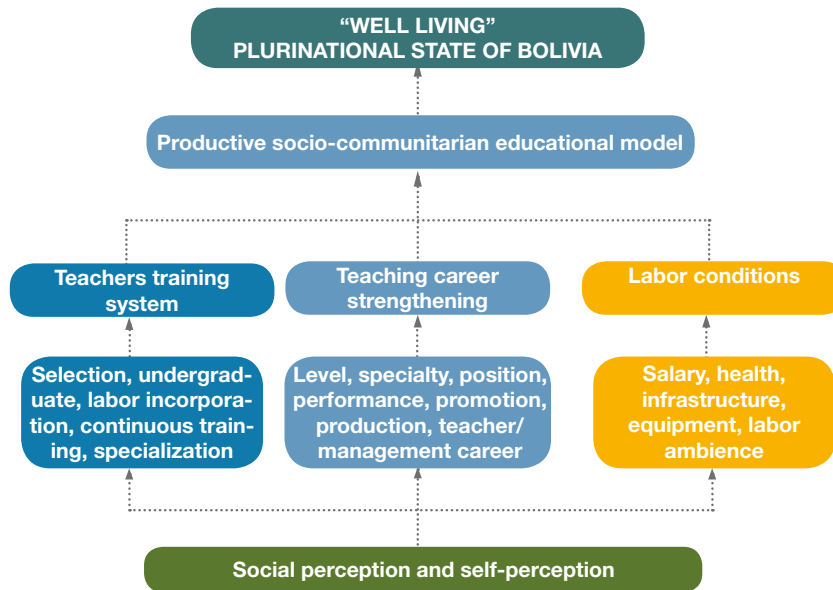 “WELL LIVING”
PLURINATIONAL STATE OF BOLIVIA
Productive socio-communitarian educational model
Teachers training
system
Teaching career
strengthening
Labor conditions
Selection, undergrad-
uate, labor incorpora-
tion, continuous train-
ing, specialization
Level, specialty, position,
performance, promotion,
production, teacher/
management career
Salary, health,
infrastructure,
equipment, labor
ambience
Social perception and self-perception